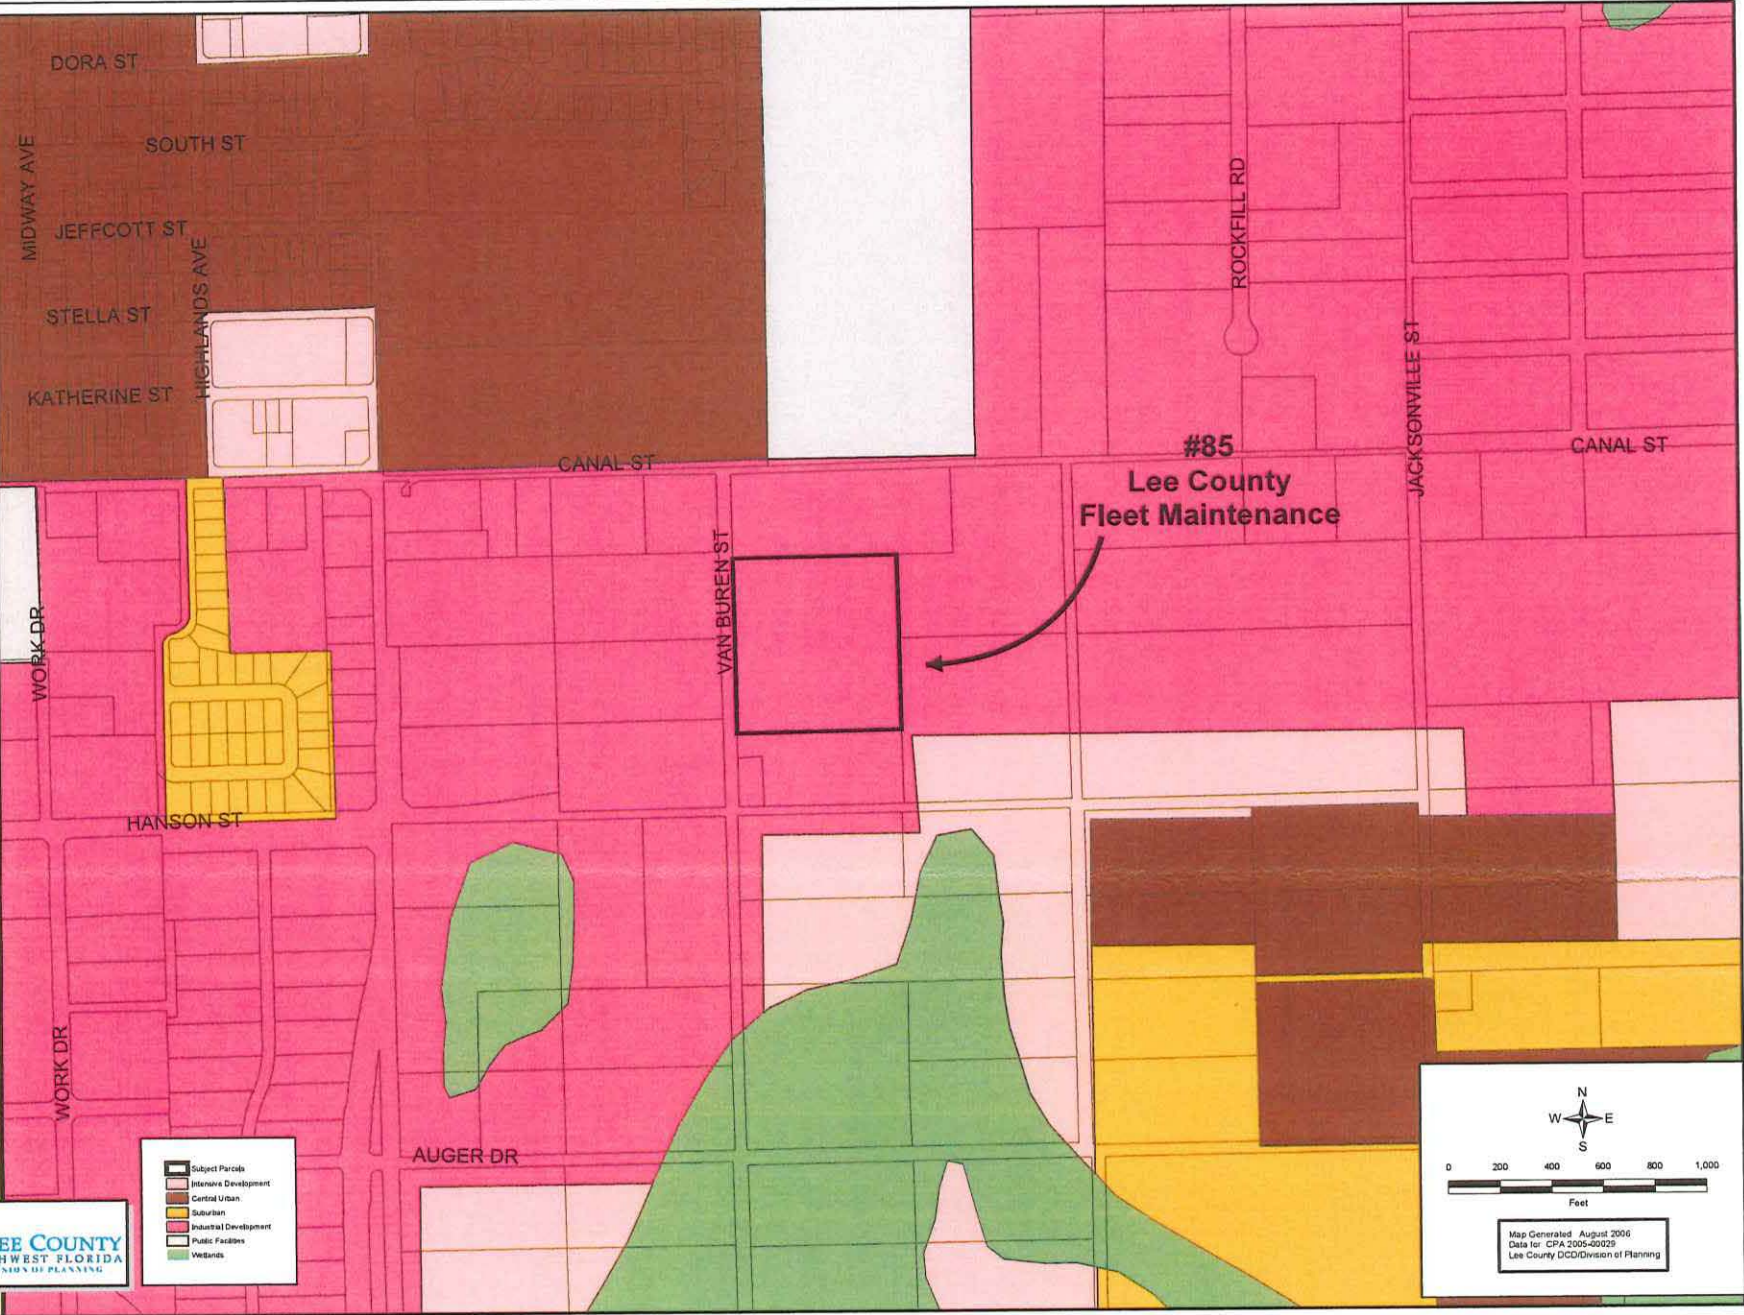 DORA ST
SOUTH ST
MIDWAY AVE
JEFFCOTT ST
HIGHLANDS AVE
STELLA ST
KATHERINE ST
ROCKFILL RD
JACKSONVILLE ST
CANAL ST
CANAL ST
#85
Lee County
Fleet Maintenance
VAN BUREN ST
WORK DR
HANSON ST
WORK DR
AUGER DR
Subject Parcels
Intensive Development
Central Urban
Suburban
Industrial Development
Public Facilities
Wetlands
EE COUNTY
HWEST FLORIDA
SION OF PLANNING
N
W E
S
0 200 400 600 800 1,000
Feet
Map Generated August 2006
Data for CPA 2005-00029
Lee County DCD/Division of Planning